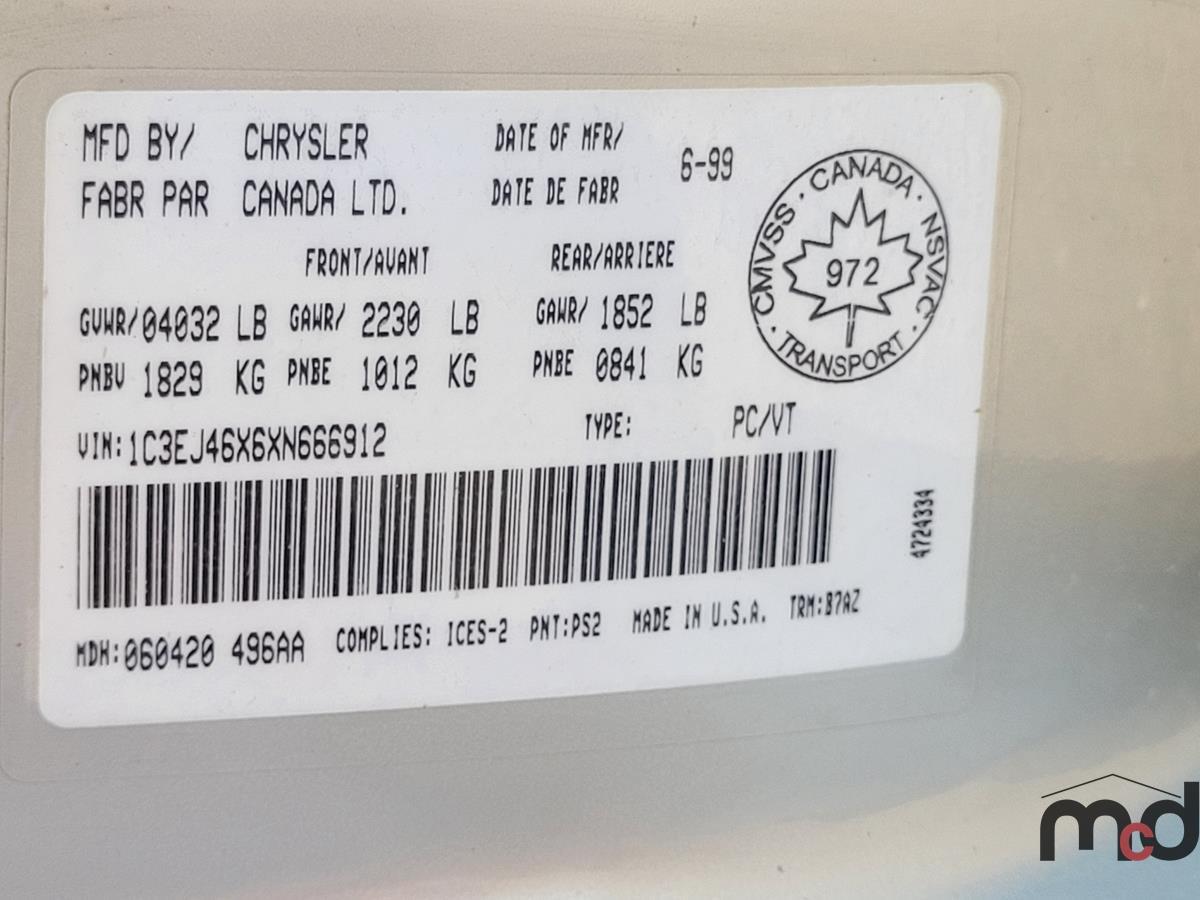 MFD BY/ CHRYSLER DATE OF MFR/ 6-99
FABR PAR CANADA LTD. DATE DE FABR
FRONT/AVANT REAR/ARRIERE
GVWR/04032 LB GAWR/ 2230 LB GAWR/ 1852 LB
PNBV 1829 KG PNBE 1012 KG PNBE 0841 KG
VIN:1C3EJ46X6XN666912 TYPE: PC/VT
MDH:060420 496AA COMPLIES: ICES-2 PNT:PS2 MADE IN U.S.A. TRM:B7AZ
4724334
· CANADA · NSVAC · TRANSPORT · CMVSS
972
mcd